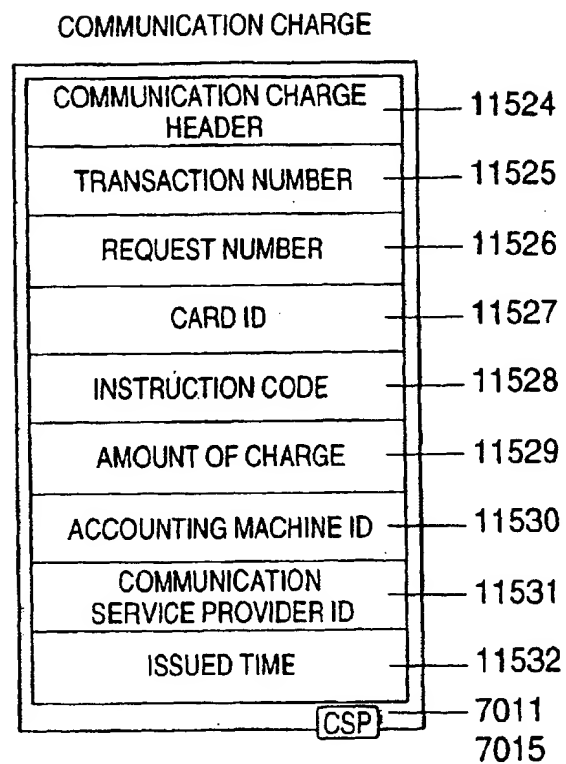 COMMUNICATION CHARGE
COMMUNICATION CHARGE
HEADER
11524
TRANSACTION NUMBER
11525
REQUEST NUMBER
11526
CARD ID
11527
INSTRUCTION CODE
11528
AMOUNT OF CHARGE
11529
ACCOUNTING MACHINE ID
11530
COMMUNICATION
SERVICE PROVIDER ID
11531
ISSUED TIME
11532
CSP
7011
7015